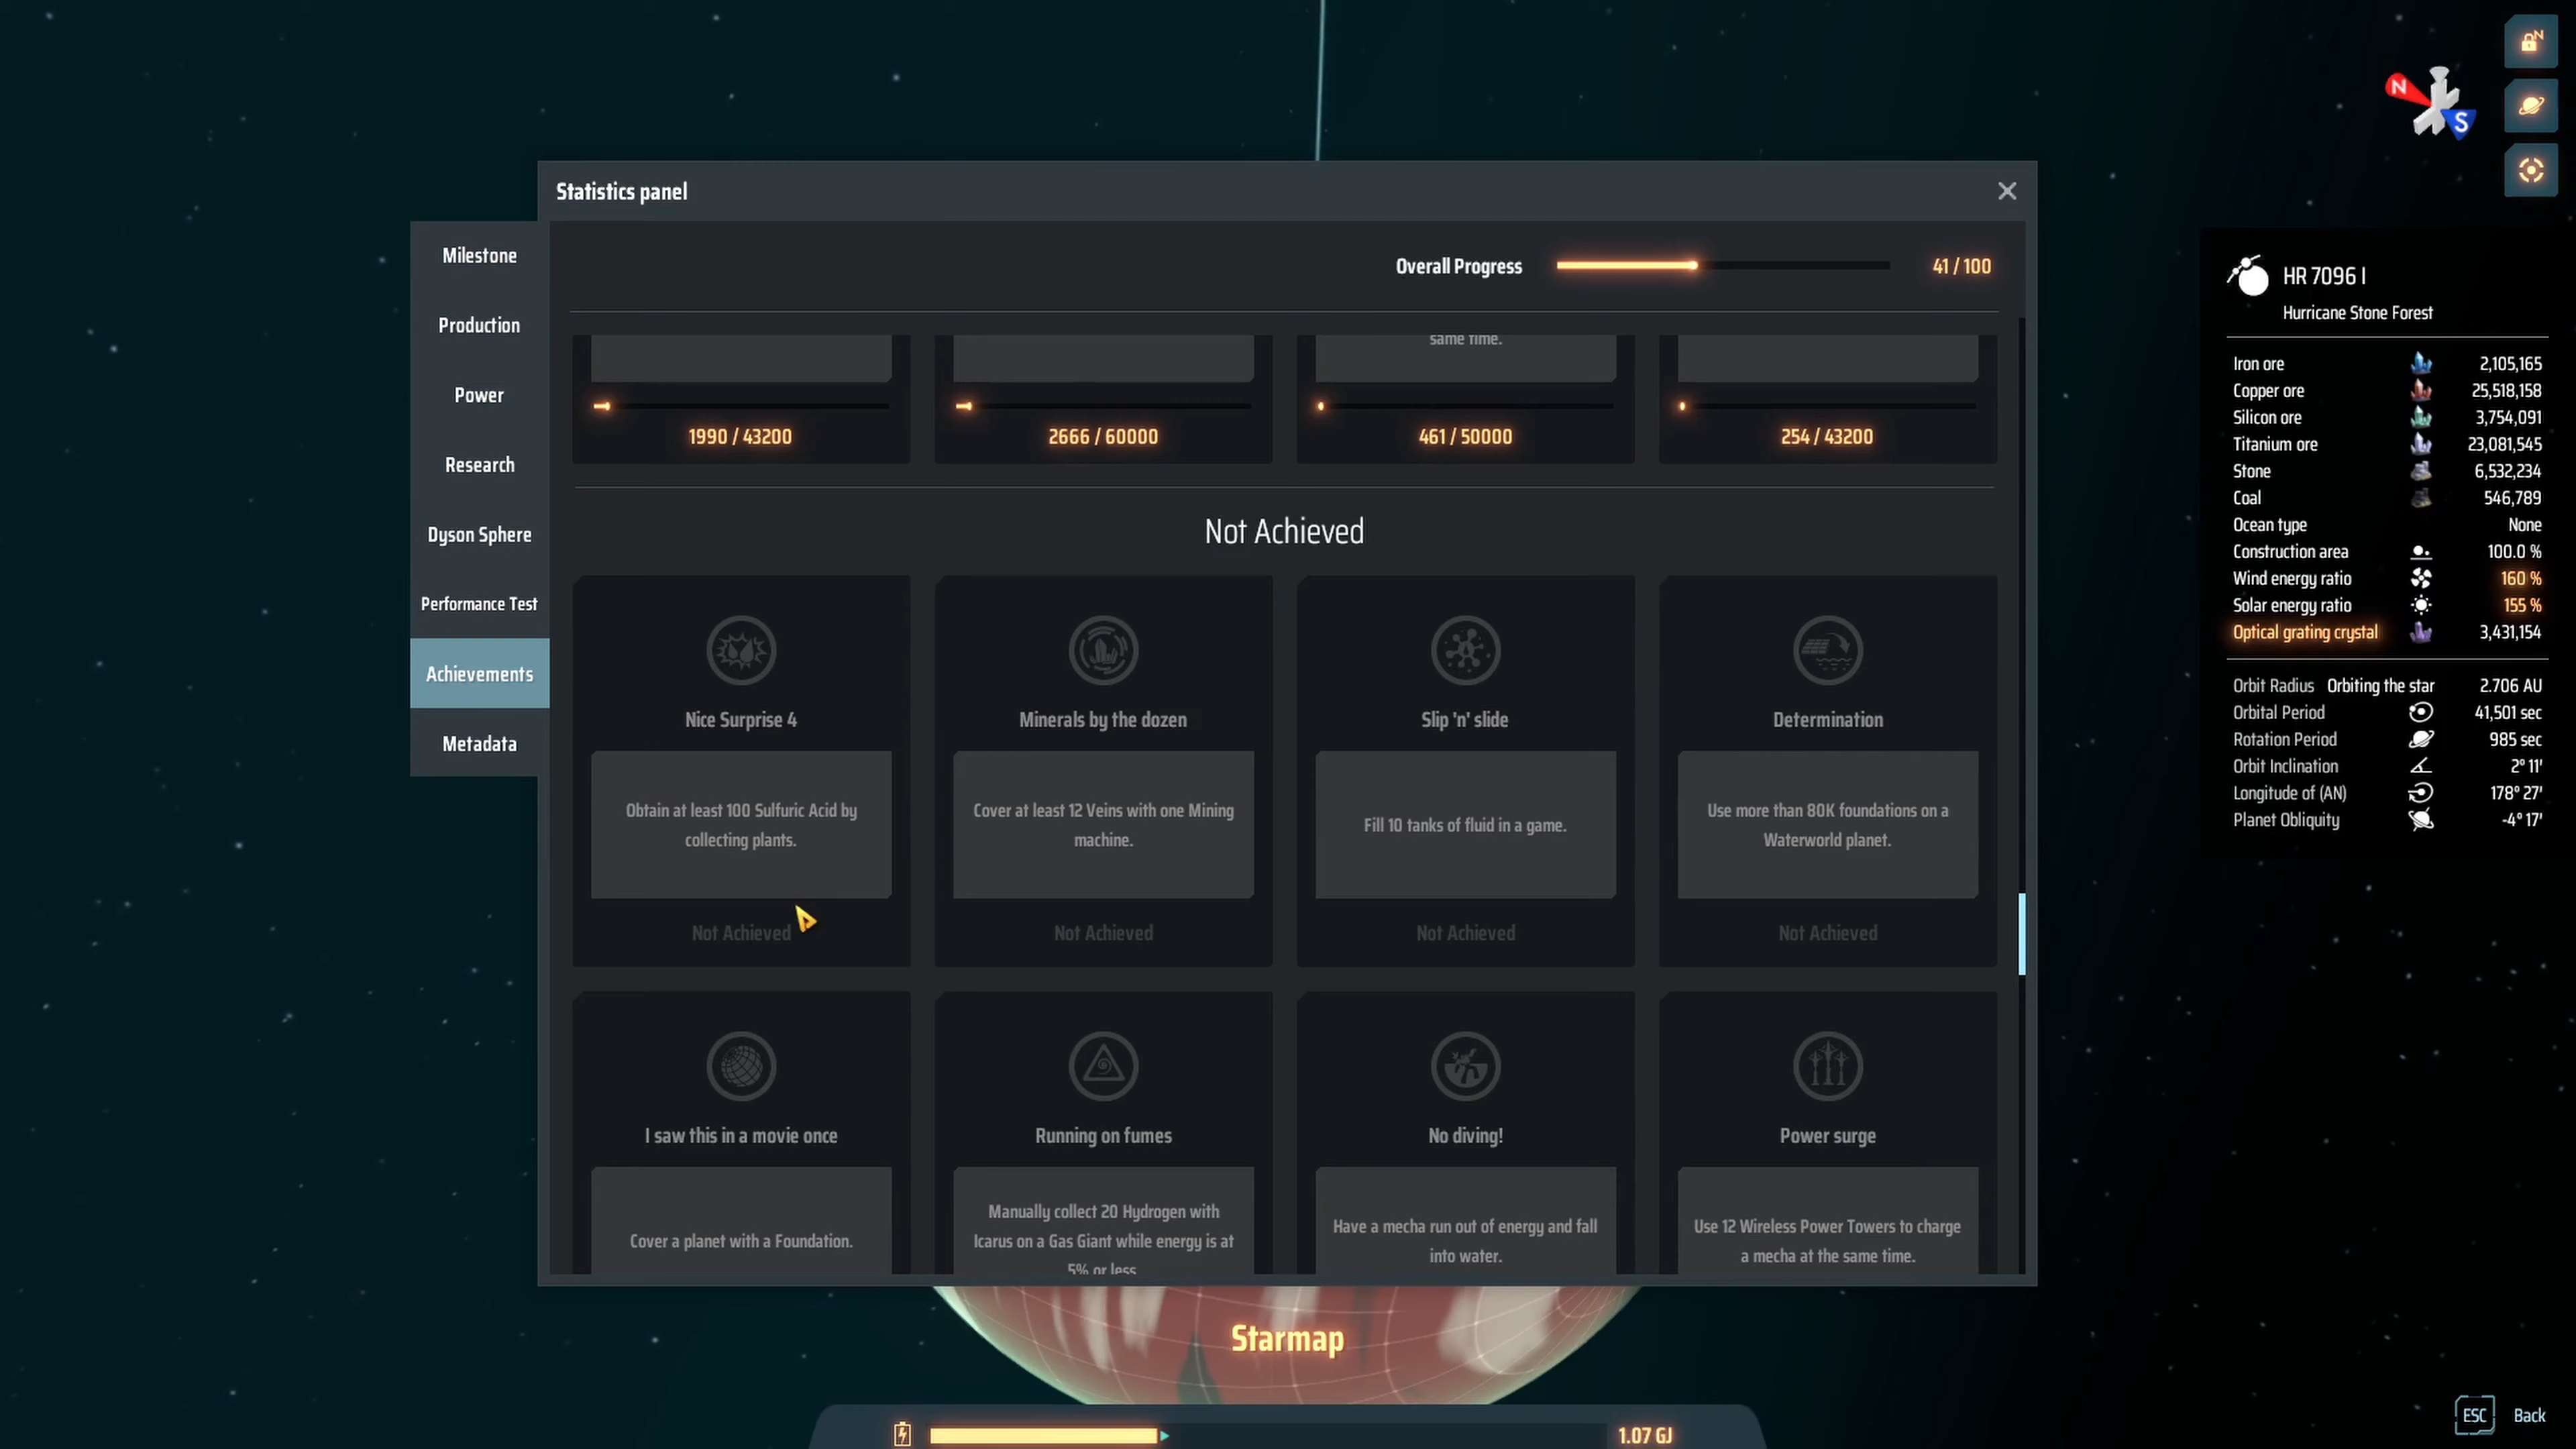 N
S
Statistics panel
Milestone
Production
Power
Research
Dyson Sphere
Performance Test
Achievements
Metadata
Overall Progress 41 / 100
same time.
1990 / 43200
2666 / 60000
461 / 50000
254 / 43200
Not Achieved
Nice Surprise 4
Obtain at least 100 Sulfuric Acid by
collecting plants.
Not Achieved
Minerals by the dozen
Cover at least 12 Veins with one Mining
machine.
Not Achieved
Slip 'n' slide
Fill 10 tanks of fluid in a game.
Not Achieved
Determination
Use more than 80K foundations on a
Waterworld planet.
Not Achieved
I saw this in a movie once
Cover a planet with a Foundation.
Running on fumes
Manually collect 20 Hydrogen with
Icarus on a Gas Giant while energy is at
5% or less
No diving!
Have a mecha run out of energy and fall
into water.
Power surge
Use 12 Wireless Power Towers to charge
a mecha at the same time.
N
HR 7096 I
Hurricane Stone Forest
Iron ore 2,105,165
Copper ore 25,518,158
Silicon ore 3,754,091
Titanium ore 23,081,545
Stone 6,532,234
Coal 546,789
Ocean type None
Construction area 100.0 %
Wind energy ratio 160 %
Solar energy ratio 155 %
Optical grating crystal 3,431,154
Orbit Radius Orbiting the star 2.706 AU
Orbital Period 41,501 sec
Rotation Period 985 sec
Orbit Inclination 2° 11'
Longitude of (AN) 178° 27'
Planet Obliquity -4° 17'
Starmap
1.07 GJ
ESC Back